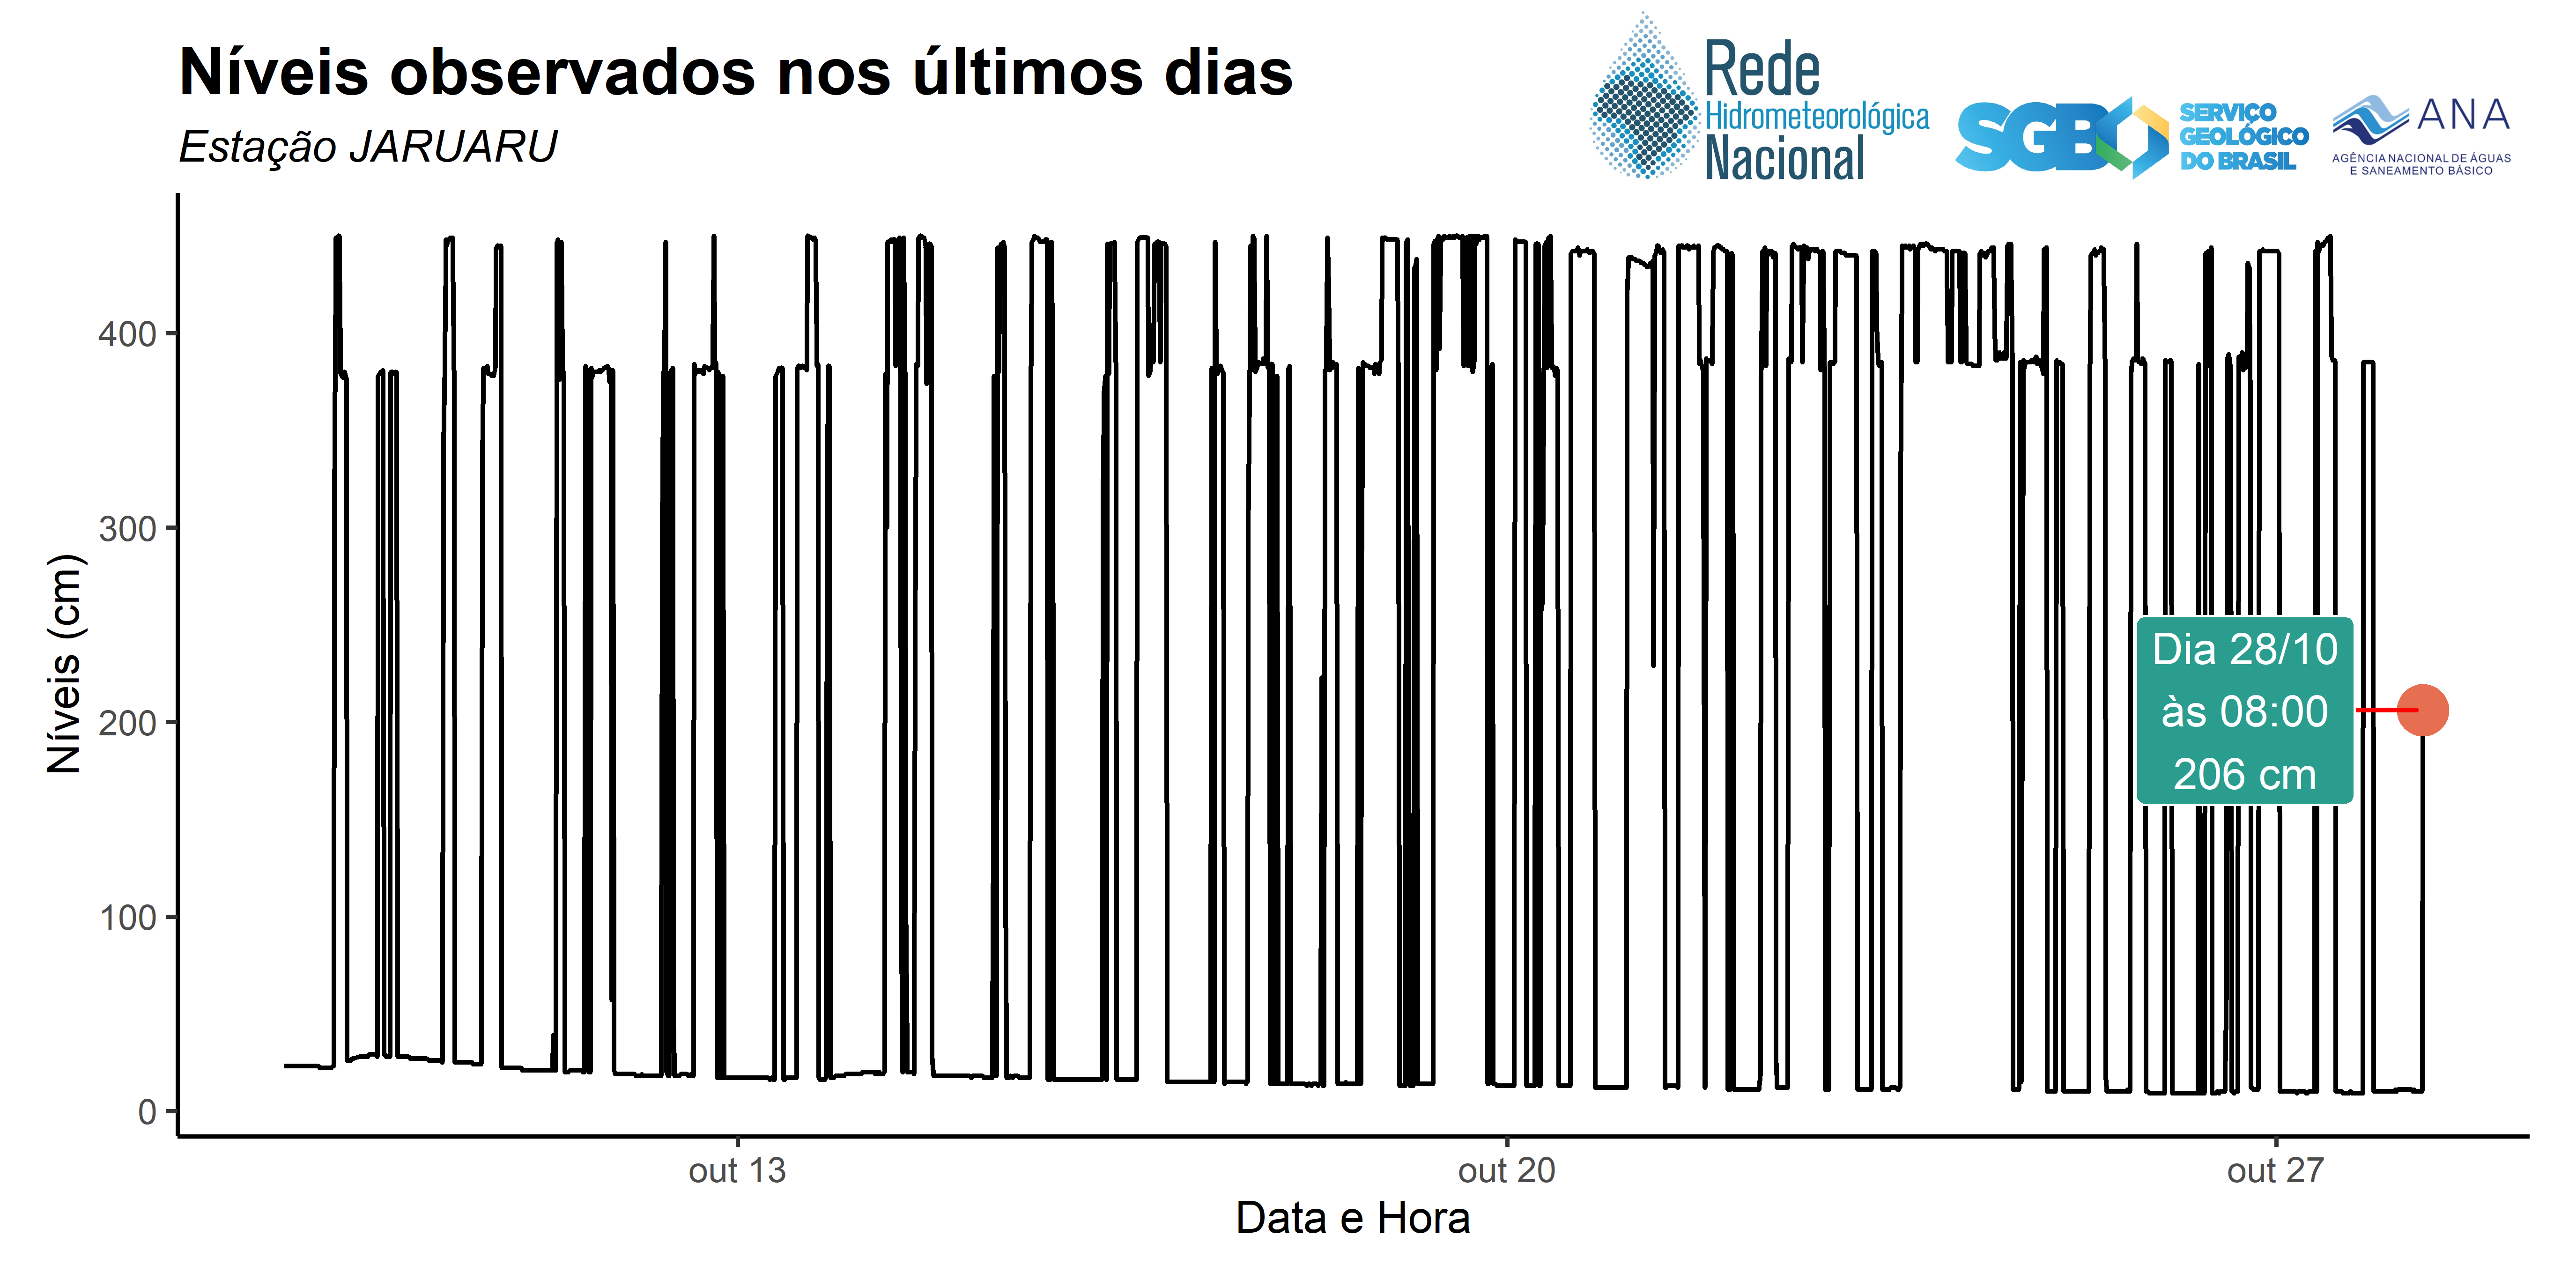 Níveis observados nos últimos dias
Estação JARUARU
Rede
Hidrometeorológica
Nacional
SGB
SERVIÇO
GEOLÓGICO
DO BRASIL
ANA
AGÊNCIA NACIONAL DE ÁGUAS
E SANEAMENTO BÁSICO
Níveis (cm)
400
300
200
100
0
Dia 28/10
às 08:00
206 cm
out 13
out 20
out 27
Data e Hora